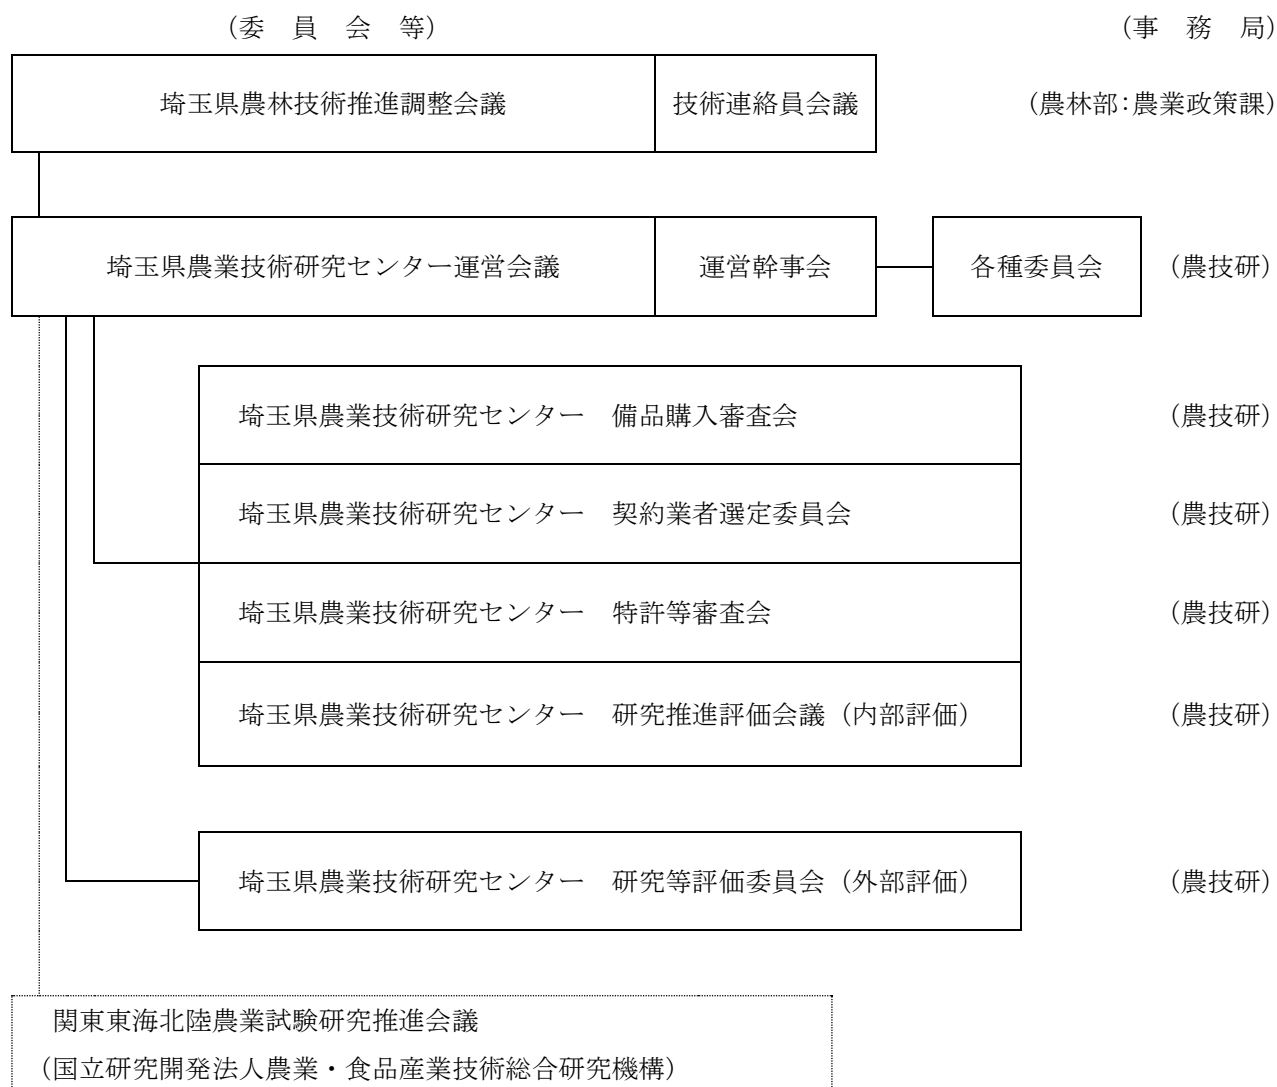 （委　員　会　等）　（事　務　局）
埼玉県農林技術推進調整会議　技術連絡員会議　（農林部：農業政策課）
埼玉県農業技術研究センター運営会議　運営幹事会　各種委員会　（農技研）
埼玉県農業技術研究センター　備品購入審査会　（農技研）
埼玉県農業技術研究センター　契約業者選定委員会　（農技研）
埼玉県農業技術研究センター　特許等審査会　（農技研）
埼玉県農業技術研究センター　研究推進評価会議（内部評価）　（農技研）
埼玉県農業技術研究センター　研究等評価委員会（外部評価）　（農技研）
関東東海北陸農業試験研究推進会議
（国立研究開発法人農業・食品産業技術総合研究機構）